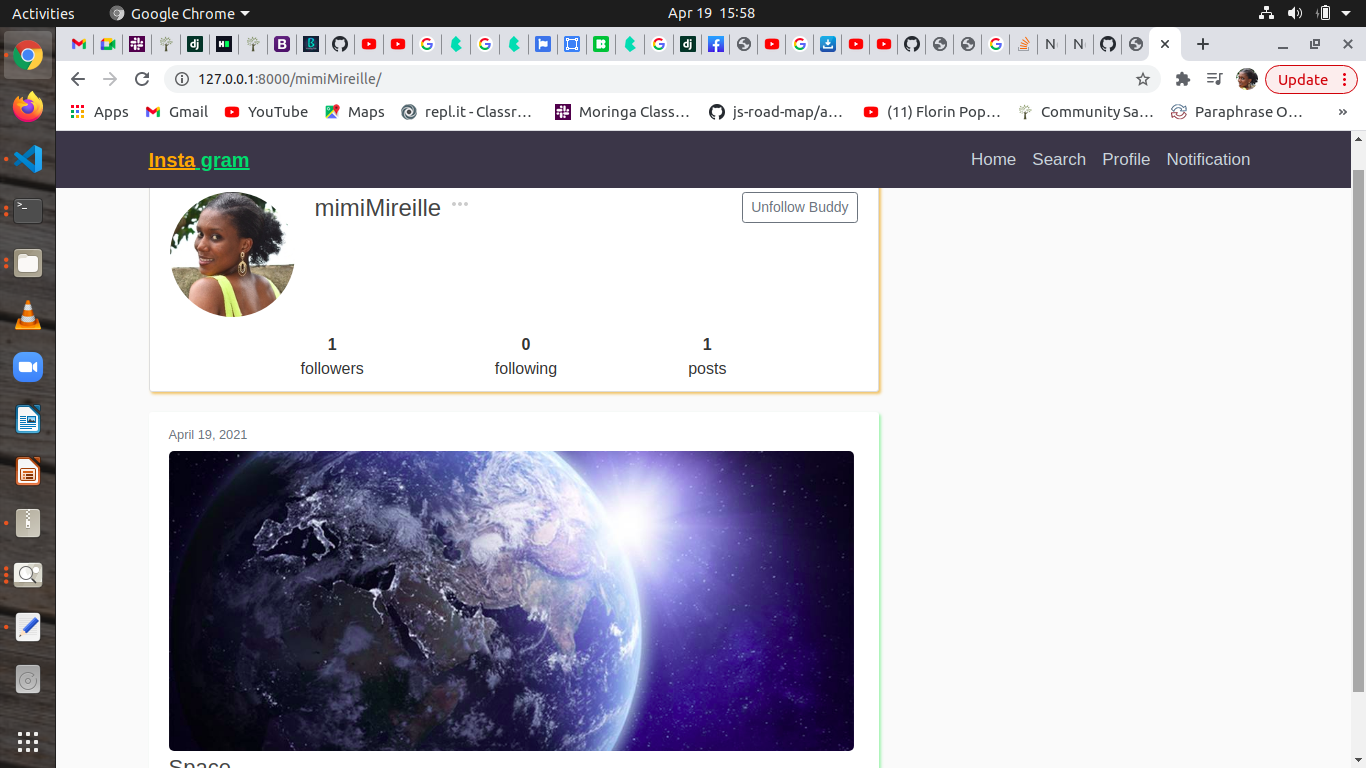 Activities Google Chrome Apr 19 15:58
127.0.0.1:8000/mimiMireille/ Update
Apps Gmail YouTube Maps repl.it - Classr… Moringa Class… js-road-map/a… (11) Florin Pop… Community Sa… Paraphrase O… »
Insta gram Home Search Profile Notification
mimiMireille Unfollow Buddy
1 0 1
followers following posts
April 19, 2021
Space